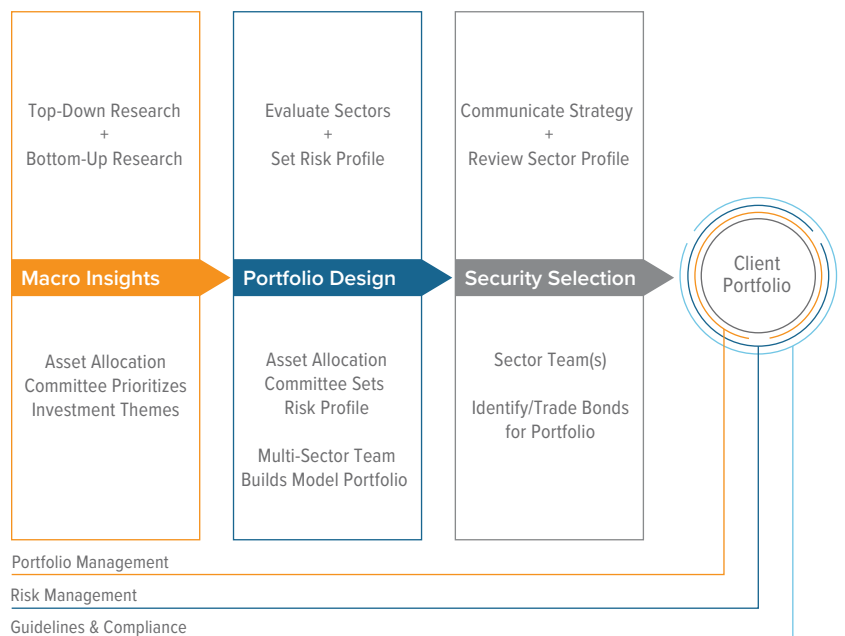 Top-Down Research
+
Bottom-Up Research
Macro Insights
Asset Allocation
Committee Prioritizes
Investment Themes
Evaluate Sectors
+
Set Risk Profile
Portfolio Design
Asset Allocation
Committee Sets
Risk Profile
Multi-Sector Team
Builds Model Portfolio
Communicate Strategy
+
Review Sector Profile
Security Selection
Sector Team(s)
Identify/Trade Bonds
for Portfolio
Client
Portfolio
Portfolio Management
Risk Management
Guidelines & Compliance